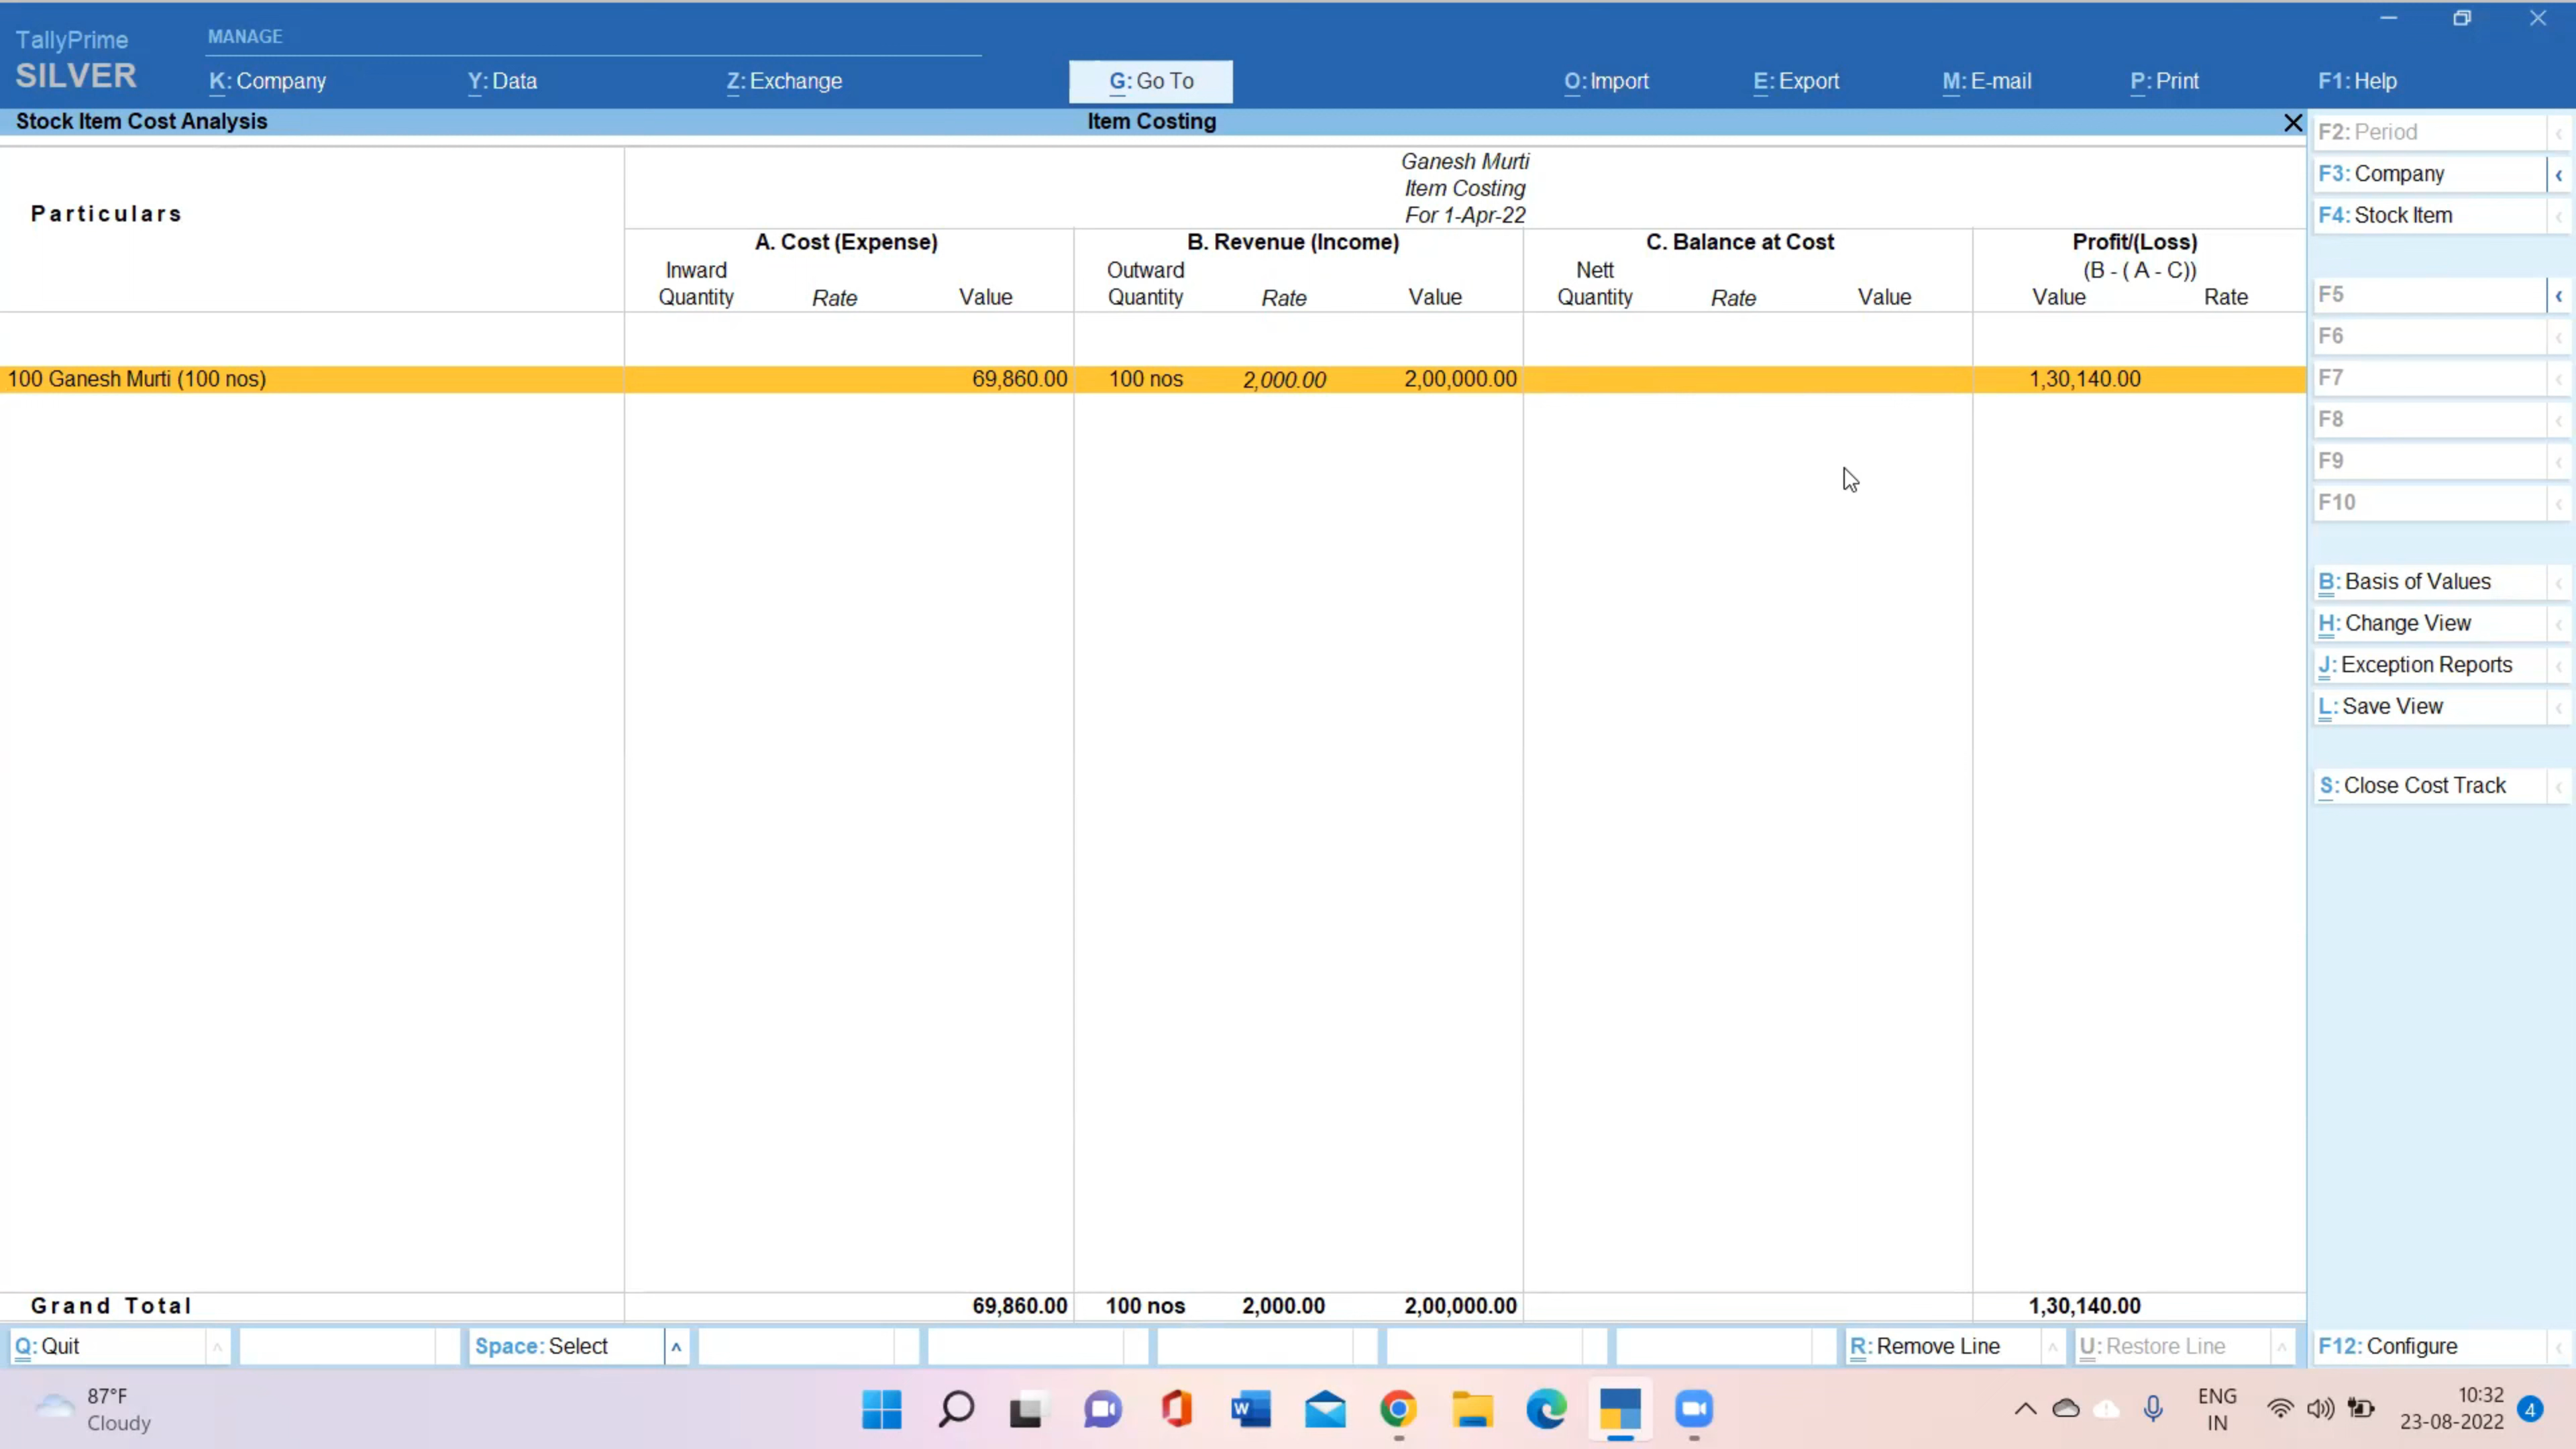 TallyPrime
SILVER
MANAGE
K: Company
Y: Data
Z: Exchange
G: Go To
O: Import
E: Export
M: E-mail
P: Print
F1: Help
Stock Item Cost Analysis
Item Costing
Particulars
Ganesh Murti
Item Costing
For 1-Apr-22
A. Cost (Expense)
B. Revenue (Income)
C. Balance at Cost
Profit/(Loss)
Inward
Outward
Nett
(B - ( A - C))
Quantity Rate Value
Quantity Rate Value
Quantity Rate Value
Value Rate
100 Ganesh Murti (100 nos) 69,860.00 100 nos 2,000.00 2,00,000.00 1,30,140.00
Grand Total 69,860.00 100 nos 2,000.00 2,00,000.00 1,30,140.00
F2: Period
F3: Company
F4: Stock Item
F5
F6
F7
F8
F9
F10
B: Basis of Values
H: Change View
J: Exception Reports
L: Save View
S: Close Cost Track
Q: Quit
Space: Select
R: Remove Line
U: Restore Line
F12: Configure
87°F
Cloudy
W
ENG
IN
10:32
23-08-2022
4